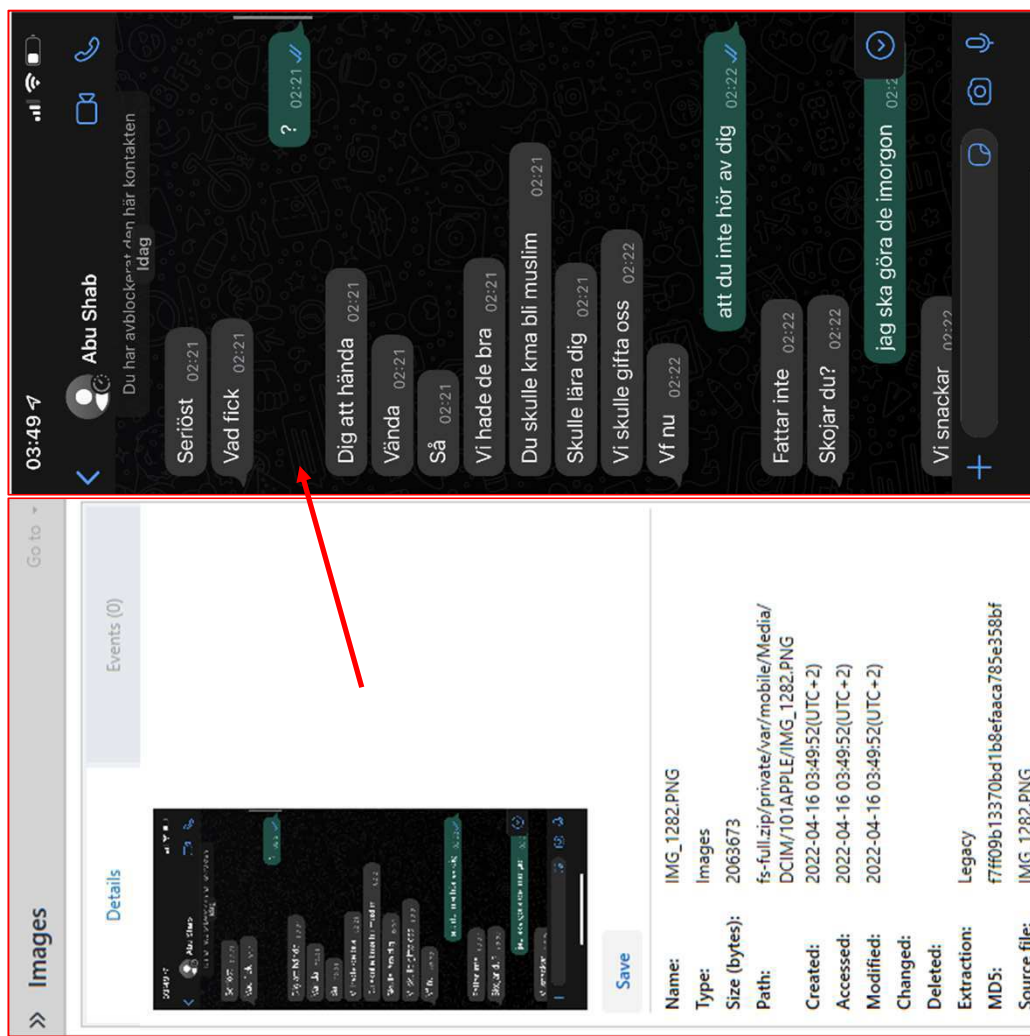 Images
Go to
Details
Events (0)
Save
Name: IMG_1282.PNG
Type: Images
Size (bytes): 2063673
Path: fs-full.zip/private/var/mobile/Media/
DCIM/101APPLE/IMG_1282.PNG
Created: 2022-04-16 03:49:52(UTC+2)
Accessed: 2022-04-16 03:49:52(UTC+2)
Modified: 2022-04-16 03:49:52(UTC+2)
Changed:
Deleted:
Extraction: Legacy
MD5: f7ff09b13370bd1b8efaaca785e358bf
Source file: IMG_1282.PNG
03:49
Abu Shab
Du har avblockerat den här kontakten
Idag
Seriöst 02:21
Vad fick 02:21
? 02:21
Dig att hända 02:21
Vända 02:21
Så 02:21
Vi hade de bra 02:21
Du skulle kma bli muslim 02:21
Skulle lära dig 02:21
Vi skulle gifta oss 02:22
Vf nu 02:22
att du inte hör av dig 02:22
Fattar inte 02:22
Skojar du? 02:22
jag ska göra de imorgon
Vi snackar 02:22